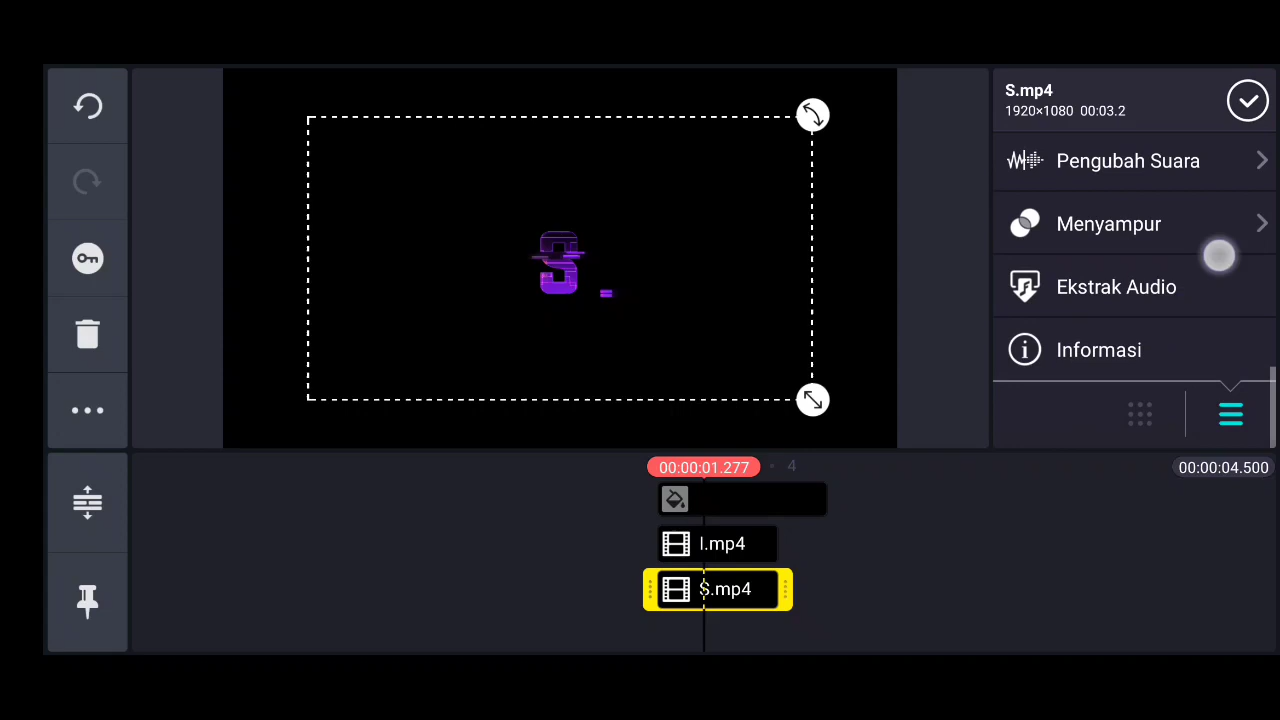 S.mp4
1920×1080 00:03.2
Pengubah Suara
Menyampur
Ekstrak Audio
Informasi
S.
00:00:01.277
4
00:00:04.500
I.mp4
S.mp4